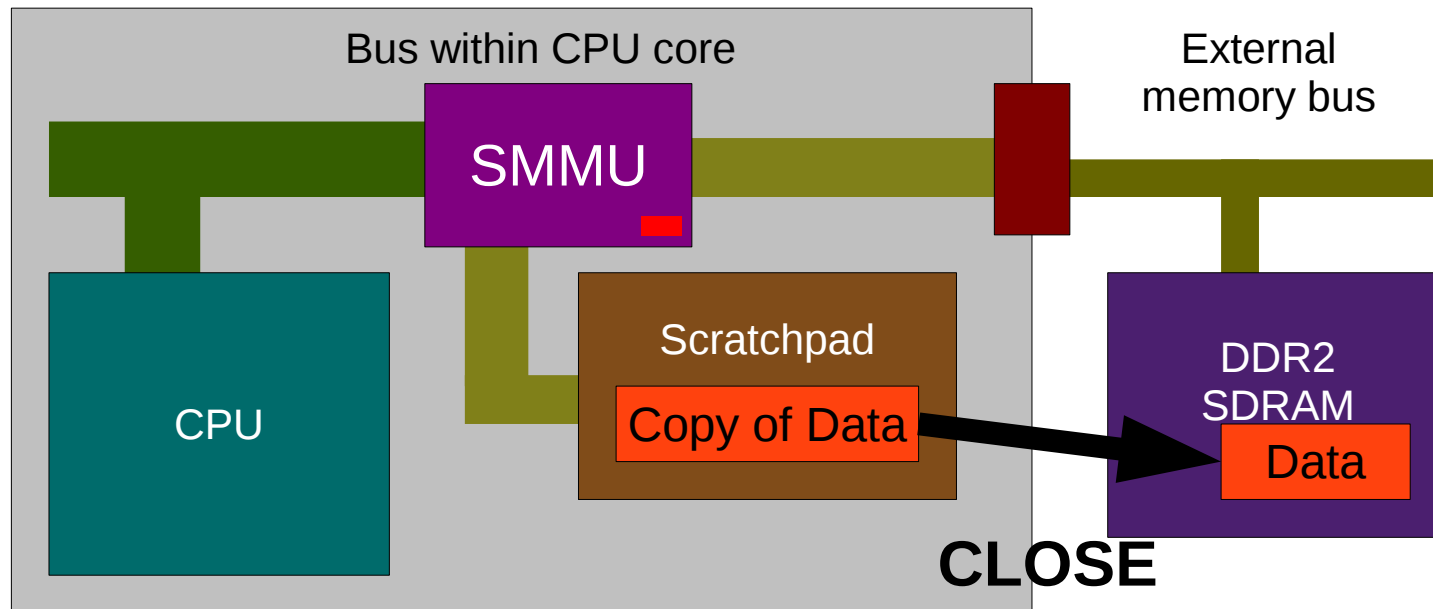 Bus within CPU core
External
memory bus
SMMU
Scratchpad
DDR2
SDRAM
CPU
Copy of Data
Data
CLOSE